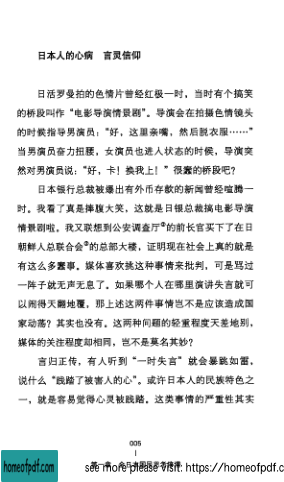 日本人的心病　言灵信仰
日活罗曼拍的色情片曾经红极一时，当时有个搞笑
的桥段叫作“电影导演情景剧”。导演会在拍摄色情镜头
的时候指导男演员：“好，这里亲嘴，然后脱衣服……”
当男演员奋力扭腰，女演员也进人状态的时候，导演突
然对男演员说：“好，卡！换我上！”很蠢的桥段吧？
日本银行总裁被爆出有外币存款的新闻曾经喧腾一
时。我看了真是捧腹大笑，这就是日银总裁搞电影导演
情景剧啦。我又联想到公安调查厅①的前长官买下了在日
朝鲜人总联合会②的总部大楼，证明现在社会上真的就是
有这么多蠢事。媒体喜欢挑这种事情来批判，可是骂过
一阵子就无声无息了。如果哪个人在哪里演讲失言就可
以闹得天翻地覆，那上述这两件事情岂不是应该造成国
家动荡？其实也没有。这两种问题的轻重程度天差地别，
媒体的关注程度却相同，岂不是莫名其妙？
言归正传，有人听到“一时失言”就会暴跳如雷。
说什么“践踏了被害人的心”。或许日本人的民族特色之
一，就是容易觉得心灵被践踏。这类事情的严重性其实
005
homeofpdf.com
see more please visit: https://homeofpdf.com